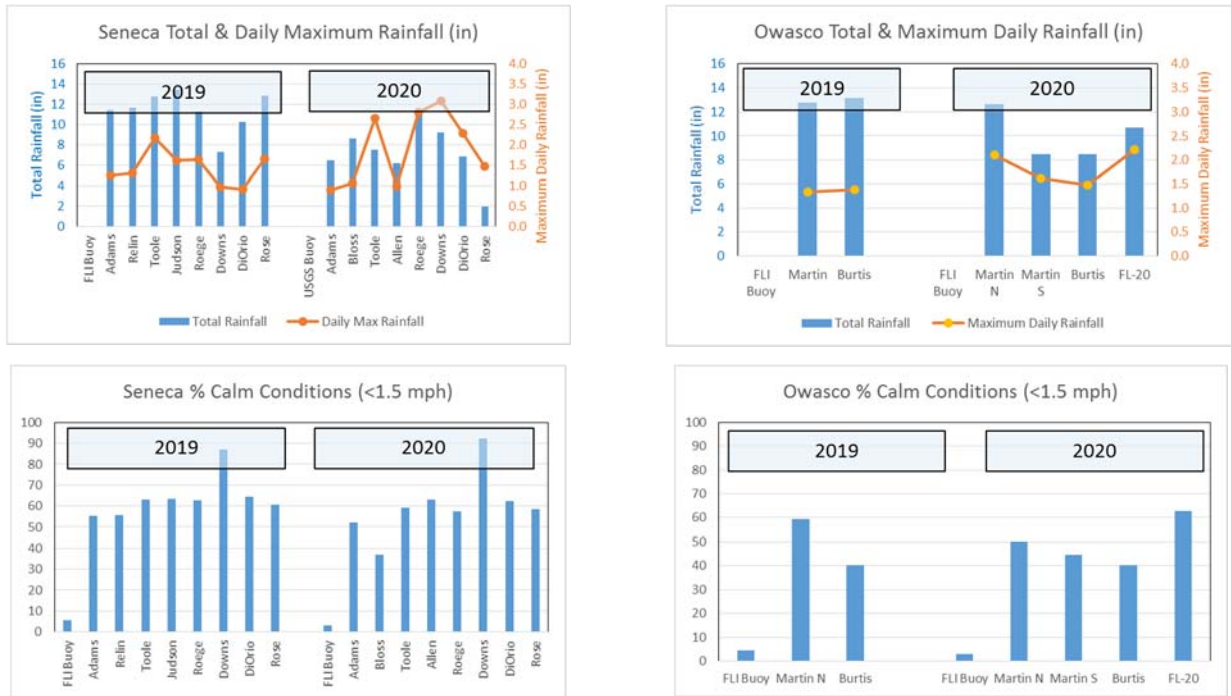 Seneca Total & Daily Maximum Rainfall (in)
16
14
12
10
8
6
4
2
0
Total Rainfall (in)
2019
2020
4.0
3.5
3.0
2.5
2.0
1.5
1.0
0.5
0.0
Maximum Daily Rainfall (in)
FLI Buoy
Adams
Relin
Toole
Judson
Roege
Downs
DiOrio
Rose
USGS Buoy
Adams
Bloss
Toole
Allen
Roege
Downs
DiOrio
Rose
Total Rainfall
Daily Max Rainfall
Owasco Total & Maximum Daily Rainfall (in)
16
14
12
10
8
6
4
2
0
Total Rainfall (in)
2019
2020
4.0
3.5
3.0
2.5
2.0
1.5
1.0
0.5
0.0
Maximum Daily Rainfall (in)
FLI
Buoy
Martin
Burtis
FLI
Buoy
Martin
N
Martin
S
Burtis
FL-20
Total Rainfall
Maximum Daily Rainfall
Seneca % Calm Conditions (<1.5 mph)
100
90
80
70
60
50
40
30
20
10
0
2019
2020
FLI Buoy
Adams
Relin
Toole
Judson
Roege
Downs
DiOrio
Rose
FLI Buoy
Adams
Bloss
Toole
Allen
Roege
Downs
DiOrio
Rose
Owasco % Calm Conditions (<1.5 mph)
100
90
80
70
60
50
40
30
20
10
0
2019
2020
FLI Buoy
Martin N
Burtis
FLI Buoy
Martin N
Martin S
Burtis
FL-20